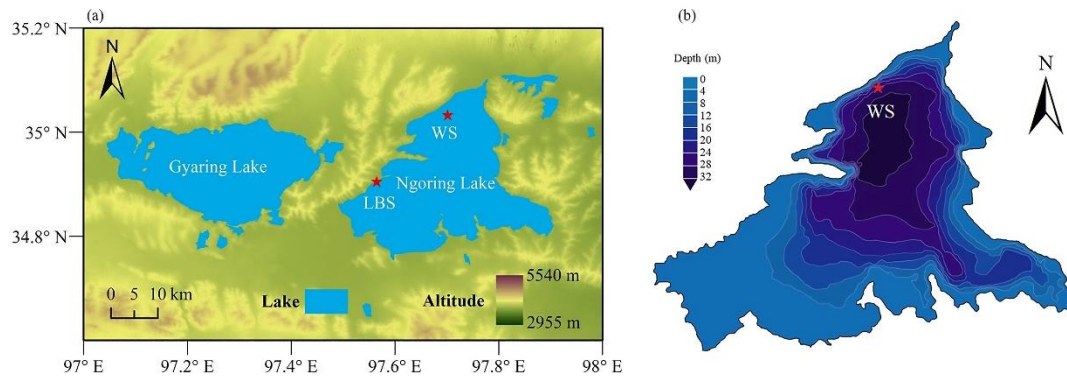 (a)
35.2° N
N
WS
35° N
Gyaring Lake
Ngoring Lake
LBS
34.8° N
0 5 10 km
Lake
Altitude
5540 m
2955 m
97° E
97.2° E
97.4° E
97.6° E
97.8° E
98° E
(b)
Depth (m)
0
4
8
12
16
20
24
28
32
WS
N